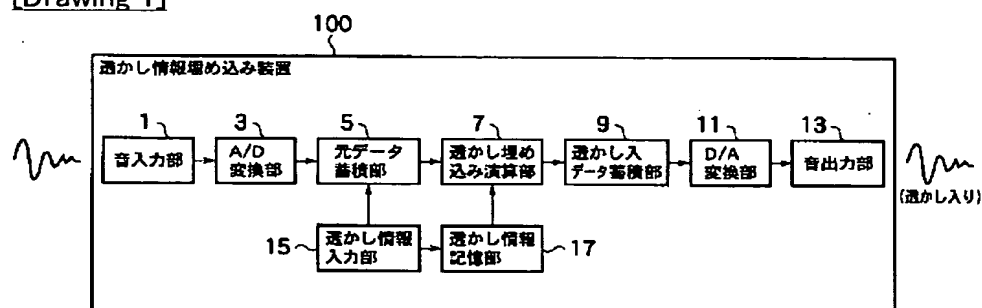 [Drawing 1]
100
透かし情報埋め込み装置
1
音入力部
3
A/D
変換部
5
元データ
蓄積部
7
透かし埋め
込み演算部
9
透かし入
データ蓄積部
11
D/A
変換部
13
音出力部
(透かし入り)
15
透かし情報
入力部
透かし情報
記憶部
17